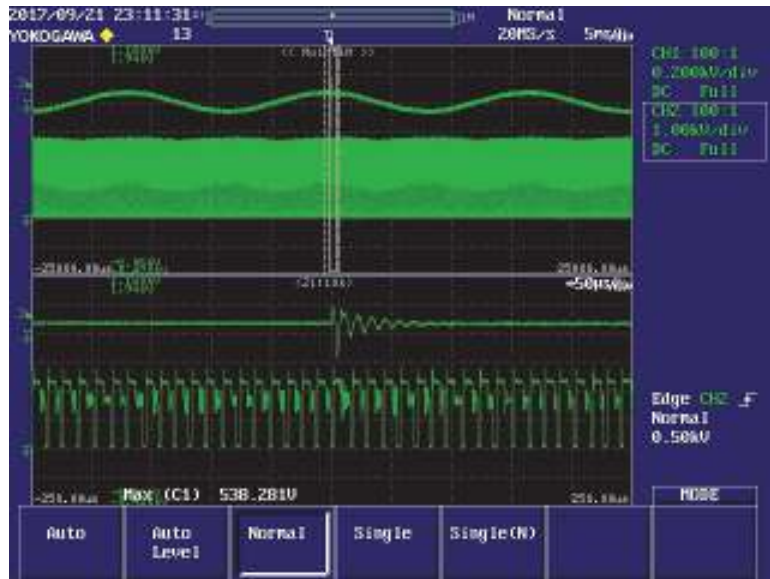 2017/09/21 23:11:31
Normal
YOKOGAWA 13
20MS/s 5ms/div
<< Main:1M >>
CH1 100:1
0.200kV/div
DC Full
CH2 100:1
1.00kV/div
DC Full
50µs/div
Edge CH2
Normal
0.50kV
Max (C1) 538.281V
MODE
Auto
Auto Level
Normal
Single
Single(N)